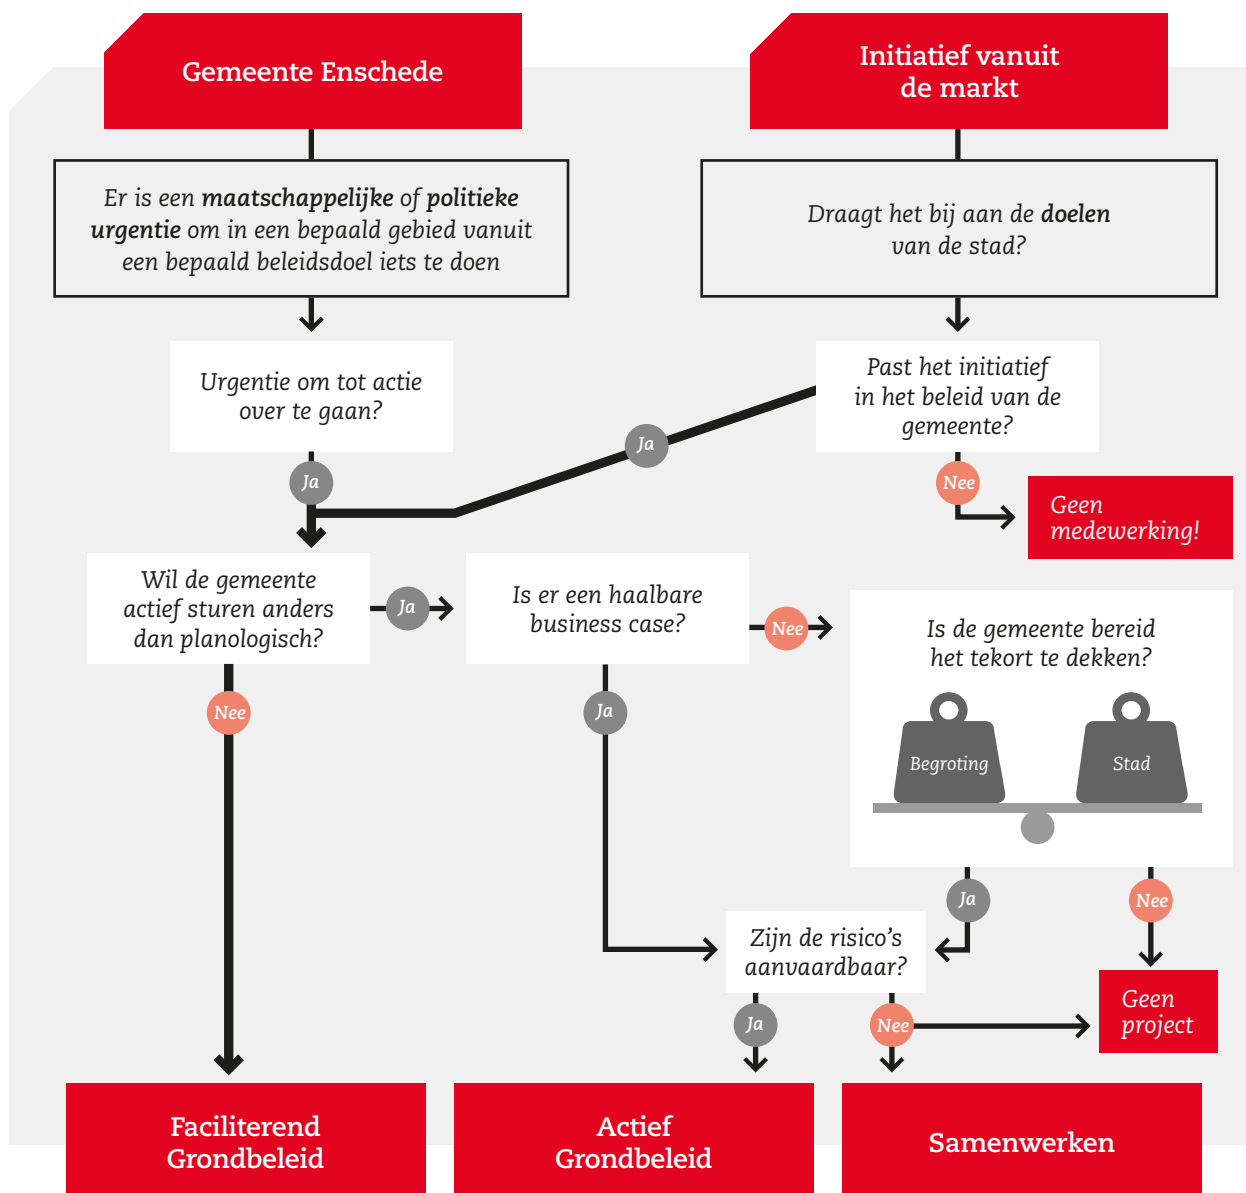 Gemeente Enschede
Initiatief vanuit
de markt
Er is een maatschappelijke of politieke
urgentie om in een bepaald gebied vanuit
een bepaald beleidsdoel iets te doen
Draagt het bij aan de doelen
van de stad?
Urgentie om tot actie
over te gaan?
Past het initiatief
in het beleid van de
gemeente?
Ja
Ja
Nee
Geen
medewerking!
Wil de gemeente
actief sturen anders
dan planologisch?
Ja
Is er een haalbare
business case?
Nee
Is de gemeente bereid
het tekort te dekken?
Begroting
Stad
Nee
Ja
Ja
Nee
Zijn de risico's
aanvaardbaar?
Ja
Nee
Geen
project
Faciliterend
Grondbeleid
Actief
Grondbeleid
Samenwerken